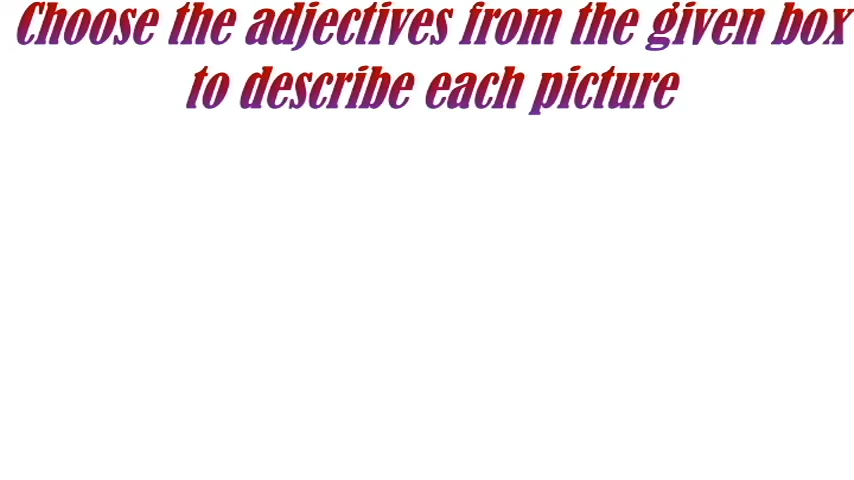 Choose the adjectives from the given box
to describe each picture